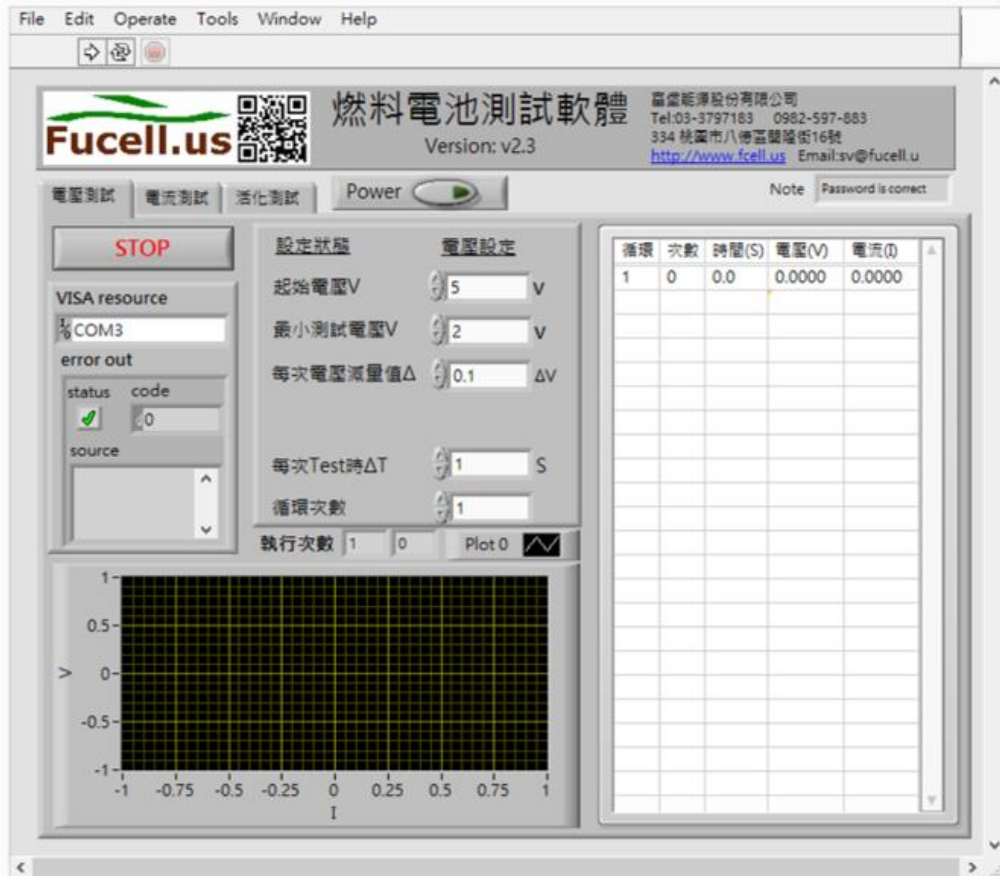 File Edit Operate Tools Window Help
Fucell.us
燃料電池測試軟體
Version: v2.3
富堡能源股份有限公司
Tel:03-3797183 0982-597-883
334 桃園市八德區興隆街16號
http://www.fcell.us Email:sv@fucell.u
電壓測試 電流測試 活化測試 Power
Note Password is correct
STOP
VISA resource
COM3
error out
status code
0
source
設定狀態 電壓設定
起始電壓V 5 V
最小測試電壓V 2 V
每次電壓減量值Δ 0.1 ΔV
每次Test時ΔT 1 S
循環次數 1
執行次數 1 0 Plot 0
循環 次數 時間(S) 電壓(V) 電流(I)
1 0 0.0 0.0000 0.0000
1
0.5
0
-0.5
-1
V
-1 -0.75 -0.5 -0.25 0 0.25 0.5 0.75 1
I